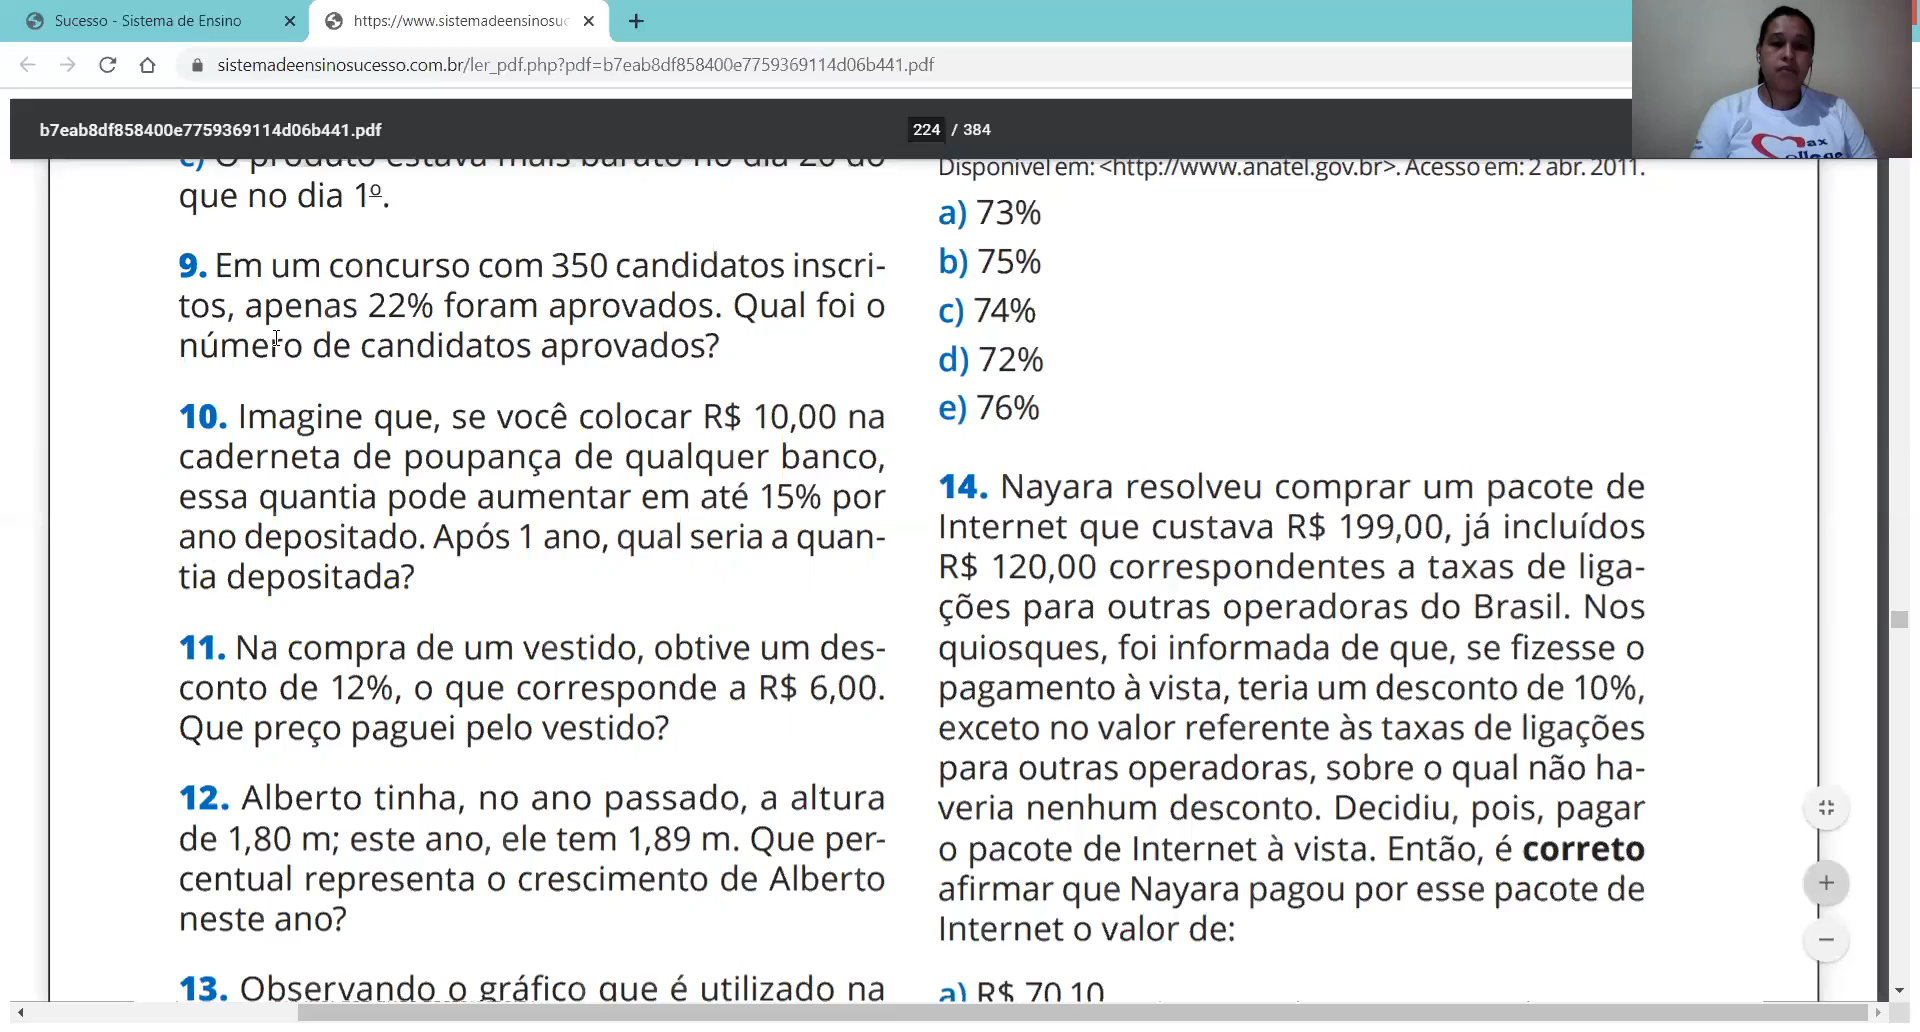 Sucesso - Sistema de Ensino
https://www.sistemadeensinosuc
sistemadeensinosucesso.com.br/ler_pdf.php?pdf=b7eab8df858400e7759369114d06b441.pdf
b7eab8df858400e7759369114d06b441.pdf
224 / 384
c) O produto estava mais barato no dia 20 do
que no dia 1º.
9. Em um concurso com 350 candidatos inscri-
tos, apenas 22% foram aprovados. Qual foi o
número de candidatos aprovados?
10. Imagine que, se você colocar R$ 10,00 na
caderneta de poupança de qualquer banco,
essa quantia pode aumentar em até 15% por
ano depositado. Após 1 ano, qual seria a quan-
tia depositada?
11. Na compra de um vestido, obtive um des-
conto de 12%, o que corresponde a R$ 6,00.
Que preço paguei pelo vestido?
12. Alberto tinha, no ano passado, a altura
de 1,80 m; este ano, ele tem 1,89 m. Que per-
centual representa o crescimento de Alberto
neste ano?
13. Observando o gráfico que é utilizado na
Disponível em: <http://www.anatel.gov.br>. Acesso em: 2 abr. 2011.
a) 73%
b) 75%
c) 74%
d) 72%
e) 76%
14. Nayara resolveu comprar um pacote de
Internet que custava R$ 199,00, já incluídos
R$ 120,00 correspondentes a taxas de liga-
ções para outras operadoras do Brasil. Nos
quiosques, foi informada de que, se fizesse o
pagamento à vista, teria um desconto de 10%,
exceto no valor referente às taxas de ligações
para outras operadoras, sobre o qual não ha-
veria nenhum desconto. Decidiu, pois, pagar
o pacote de Internet à vista. Então, é correto
afirmar que Nayara pagou por esse pacote de
Internet o valor de:
a) R$ 70,10